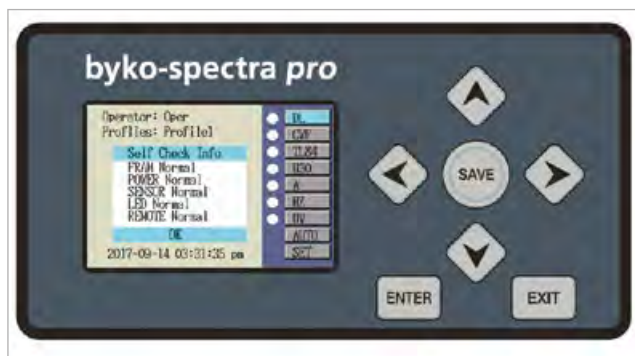 byko-spectra pro
Operator: Oper
Profiles: Profile1
Self Check Info
FRAM Normal
POWER Normal
SENSOR Normal
LED Normal
REMOTE Normal
OK
2017-09-14 03:31:35 pm
DL
CWF
TL84
U30
A
HZ
UV
AUTO
SET
SAVE
ENTER
EXIT